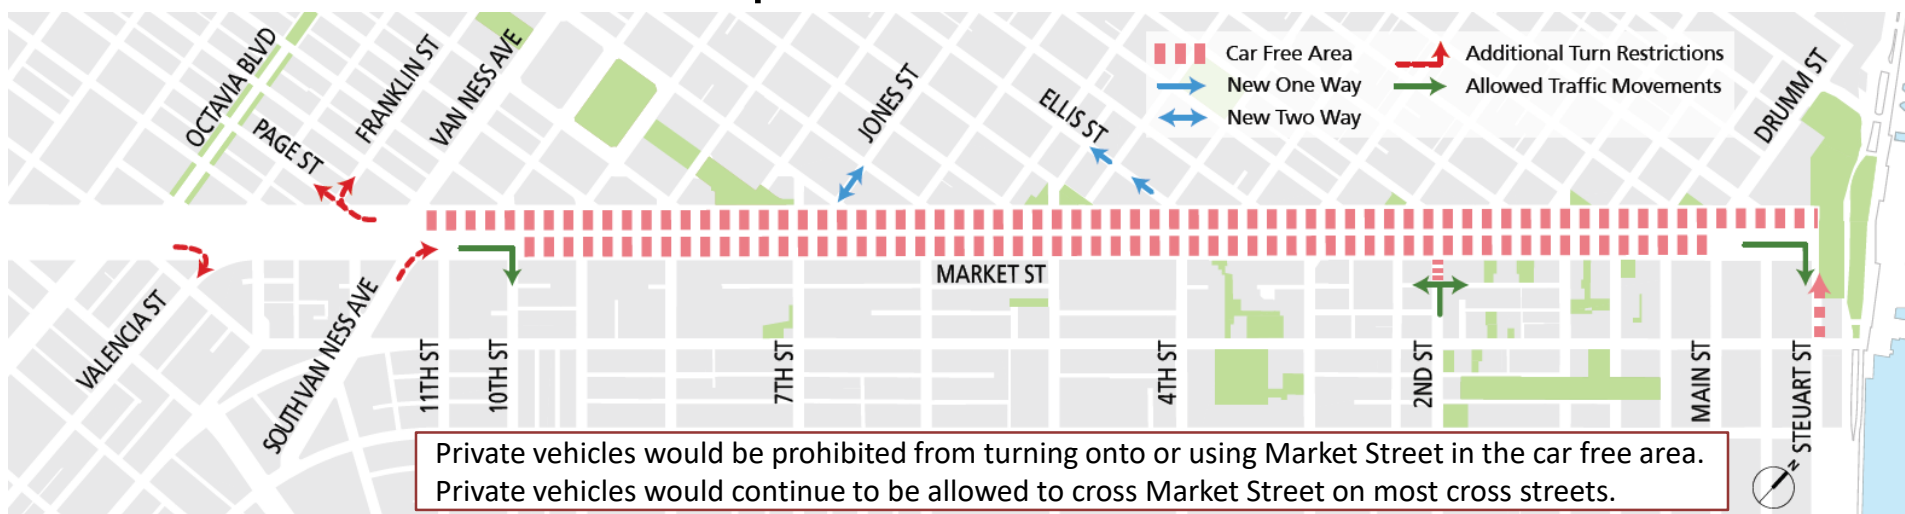 OCTAVIA BLVD
PAGE ST
FRANKLIN ST
VAN NESS AVE
JONES ST
ELLIS ST
Car Free Area
New One Way
New Two Way
Additional Turn Restrictions
Allowed Traffic Movements
DRUMM ST
MARKET ST
VALENCIA ST
SOUTH VAN NESS AVE
11TH ST
10TH ST
7TH ST
4TH ST
2ND ST
MAIN ST
STEUART ST
Private vehicles would be prohibited from turning onto or using Market Street in the car free area.
Private vehicles would continue to be allowed to cross Market Street on most cross streets.
N